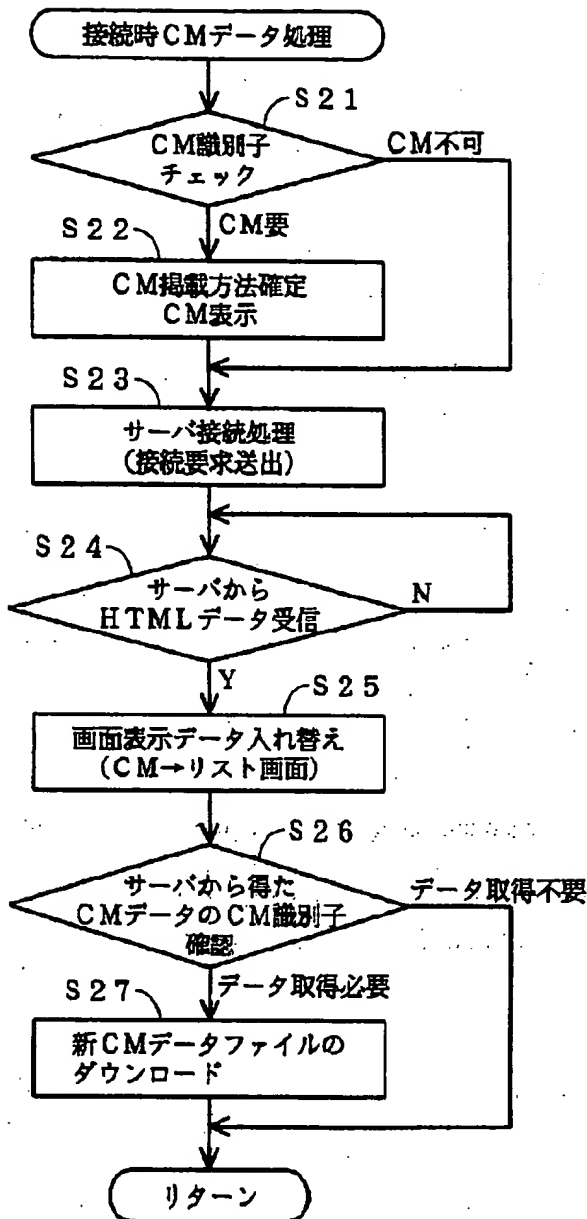 接続時CMデータ処理
S21
CM識別子
チェック
CM不可
CM要
S22
CM掲載方法確定
CM表示
S23
サーバ接続処理
(接続要求送出)
S24
サーバから
HTMLデータ受信
N
Y
S25
画面表示データ入れ替え
(CM→リスト画面)
S26
サーバから得た
CMデータのCM識別子
確認
データ取得不要
データ取得必要
S27
新CMデータファイルの
ダウンロード
リターン